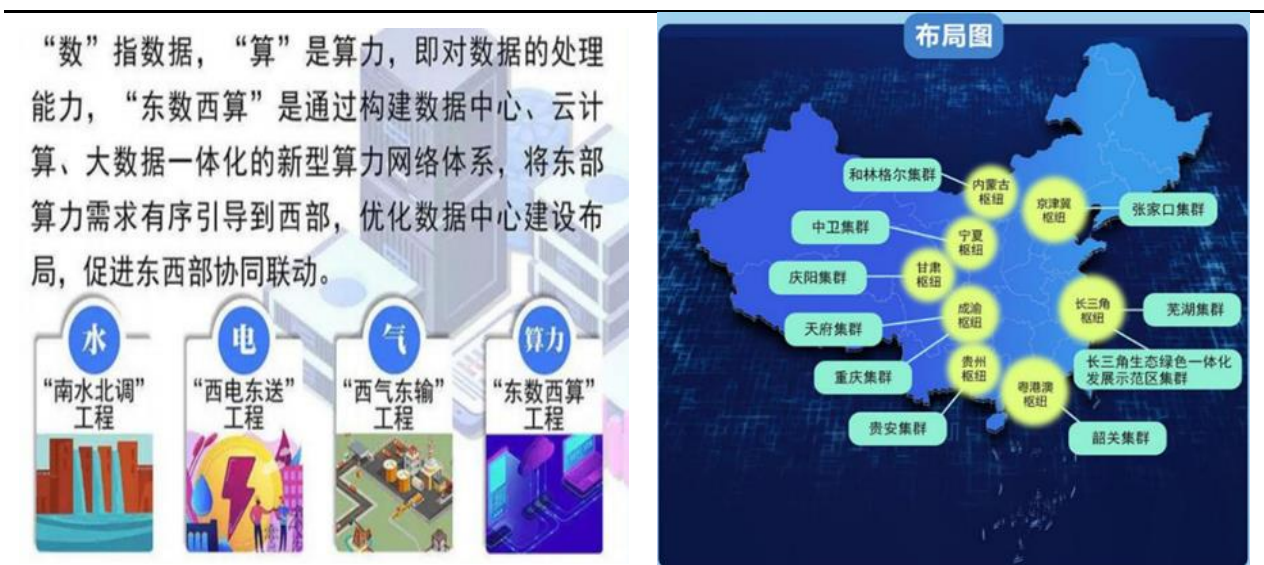 “数”指数据，“算”是算力，即对数据的处理
能力，“东数西算”是通过构建数据中心、云计
算、大数据一体化的新型算力网络体系，将东部
算力需求有序引导到西部，优化数据中心建设布
局，促进东西部协同联动。
水
“南水北调”
工程
电
“西电东送”
工程
气
“西气东输”
工程
算力
“东数西算”
工程
布局图
和林格尔集群
内蒙古
枢纽
京津冀
枢纽
张家口集群
中卫集群
宁夏
枢纽
庆阳集群
甘肃
枢纽
天府集群
成渝
枢纽
长三角
枢纽
芜湖集群
重庆集群
贵州
枢纽
长三角生态绿色一体化
发展示范区集群
贵安集群
粤港澳
枢纽
韶关集群